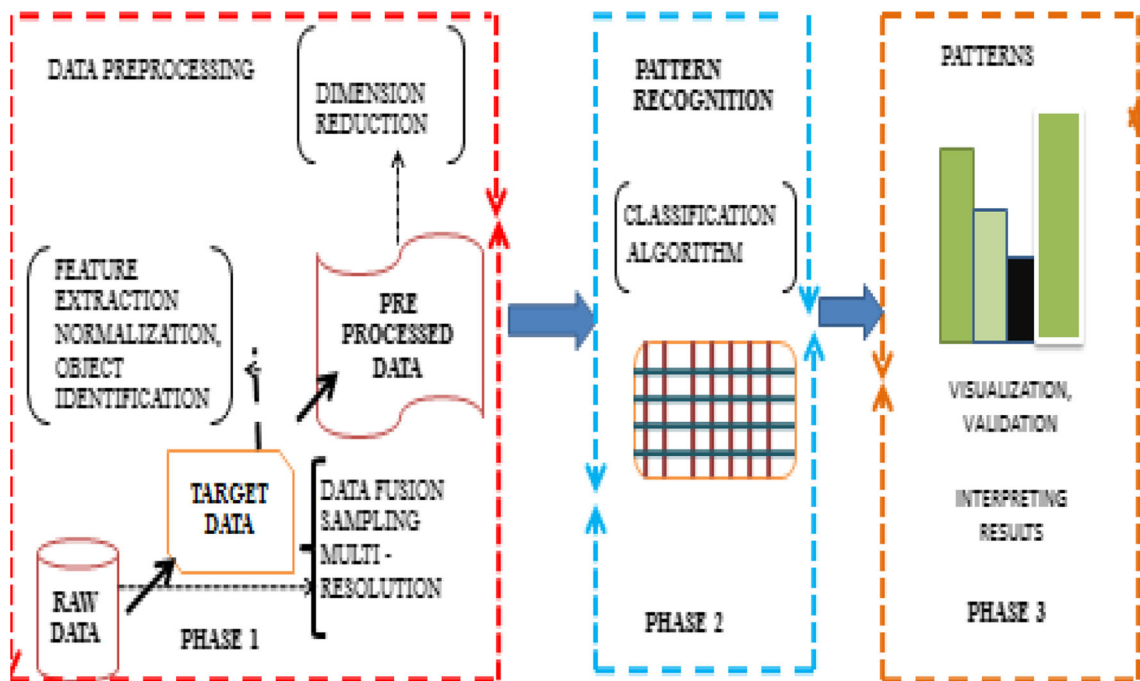 DATA PREPROCESSING
DIMENSION
REDUCTION
FEATURE
EXTRACTION
NORMALIZATION,
OBJECT
IDENTIFICATION
PRE
PROCESSED
DATA
TARGET
DATA
DATA FUSION
SAMPLING
MULTI -
RESOLUTION
RAW
DATA
PHASE 1
PATTERN
RECOGNITION
CLASSIFICATION
ALGORITHM
PHASE 2
PATTERNS
VISUALIZATION,
VALIDATION
INTERPRETING
RESULTS
PHASE 3